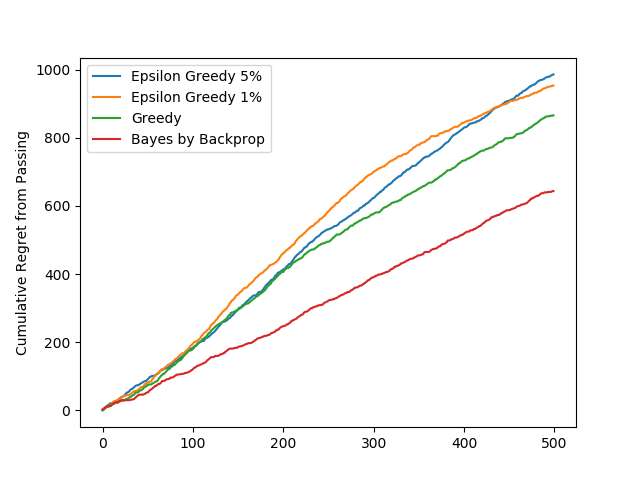 1000
800
600
400
200
0
Cumulative Regret from Passing
Epsilon Greedy 5%
Epsilon Greedy 1%
Greedy
Bayes by Backprop
0 100 200 300 400 500